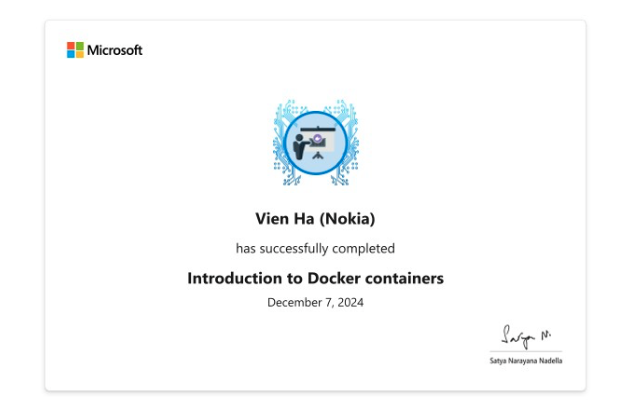 Microsoft
Vien Ha (Nokia)
has successfully completed
Introduction to Docker containers
December 7, 2024
Satya N.
Satya Narayana Nadella